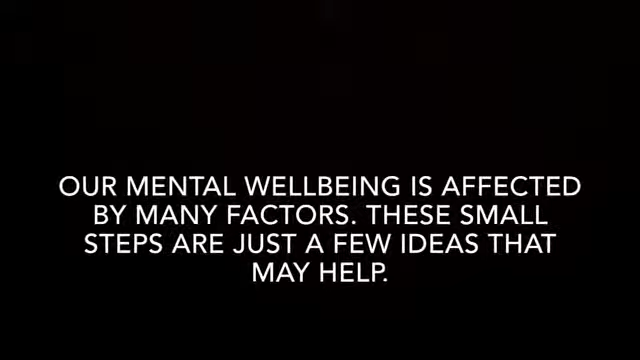 OUR MENTAL WELLBEING IS AFFECTED
BY MANY FACTORS. THESE SMALL
STEPS ARE JUST A FEW IDEAS THAT
MAY HELP.